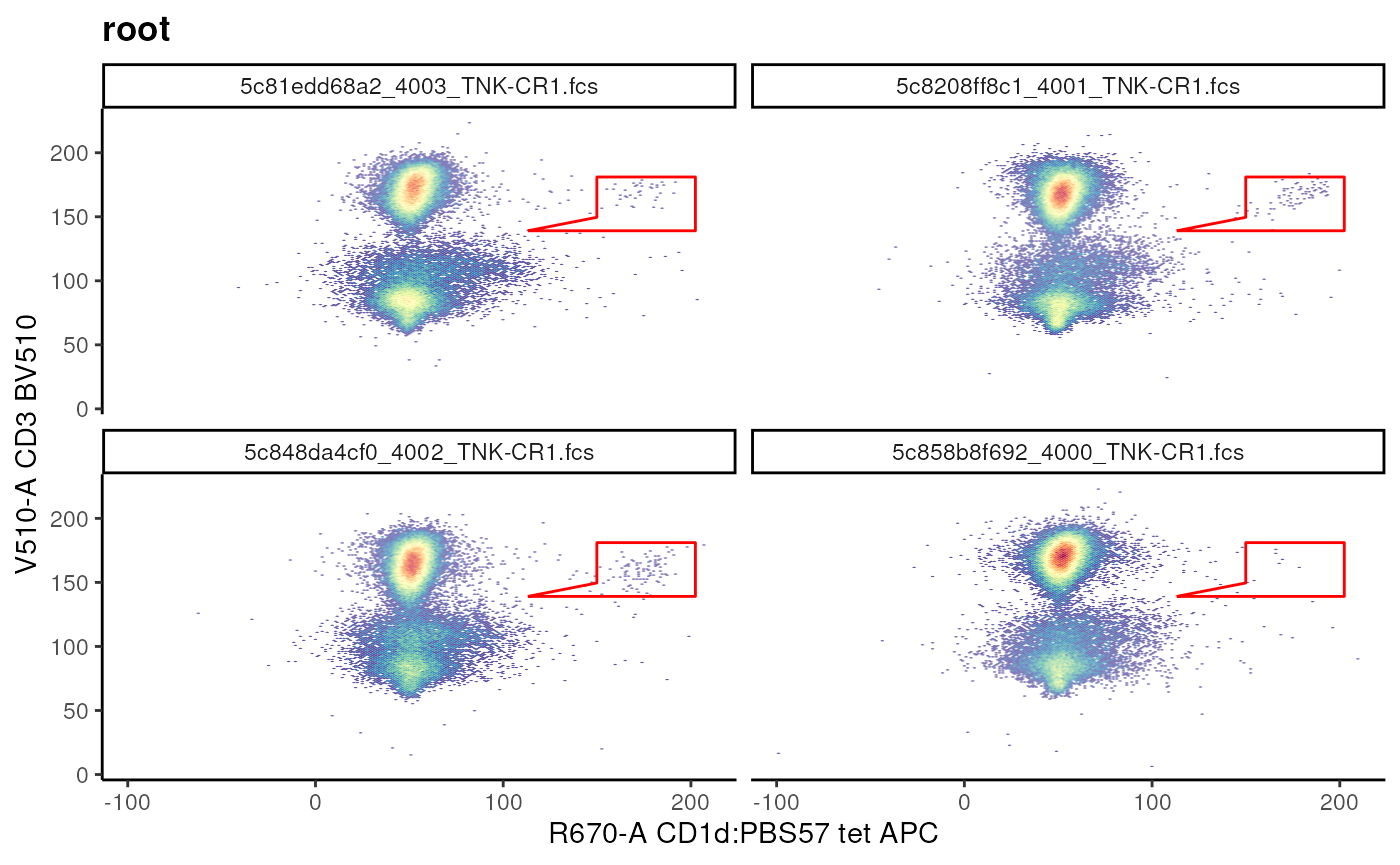 root
5c81edd68a2_4003_TNK-CR1.fcs
5c8208ff8c1_4001_TNK-CR1.fcs
200
150
100
50
0
5c848da4cf0_4002_TNK-CR1.fcs
5c858b8f692_4000_TNK-CR1.fcs
200
150
100
50
0
V510-A CD3 BV510
-100 0 100 200
-100 0 100 200
R670-A CD1d:PBS57 tet APC